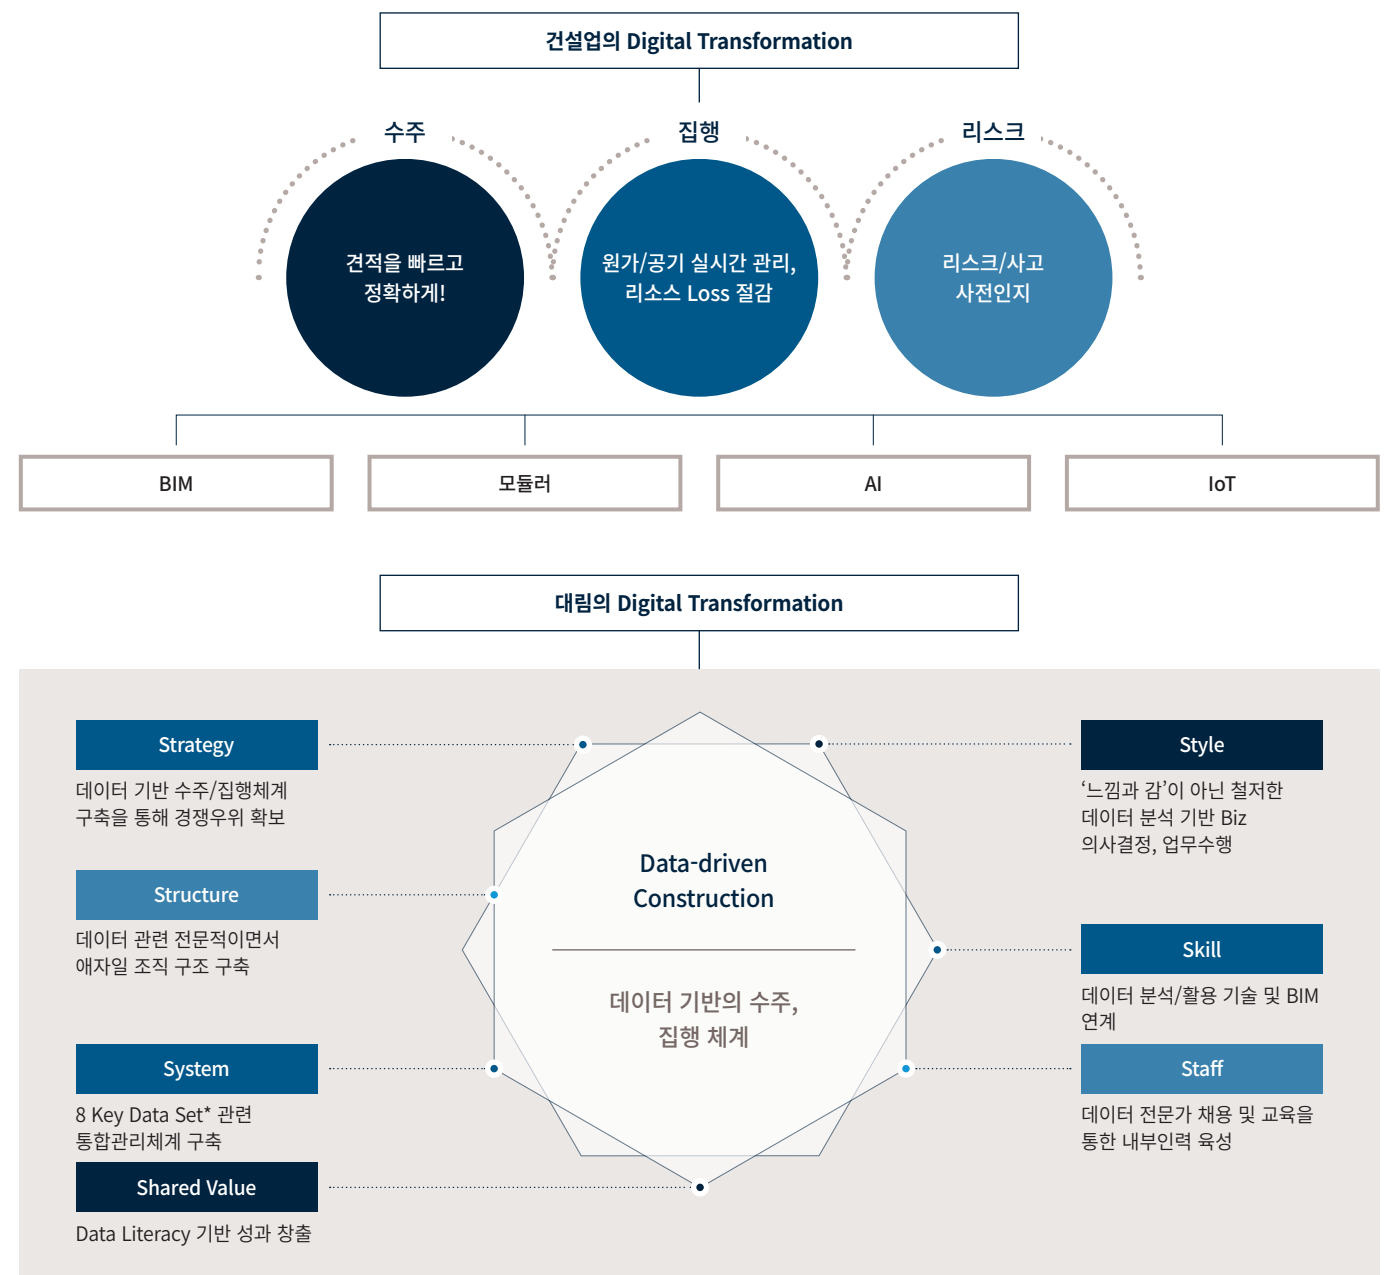 건설업의 Digital Transformation
수주
집행
리스크
견적을 빠르고
정확하게!
원가/공기 실시간 관리,
리소스 Loss 절감
리스크/사고
사전인지
BIM
모듈러
AI
IoT
대림의 Digital Transformation
Strategy
데이터 기반 수주/집행체계
구축을 통해 경쟁우위 확보
Structure
데이터 관련 전문적이면서
애자일 조직 구조 구축
System
8 Key Data Set* 관련
통합관리체계 구축
Shared Value
Data Literacy 기반 성과 창출
Data-driven
Construction
데이터 기반의 수주,
집행 체계
Style
‘느낌과 감’이 아닌 철저한
데이터 분석 기반 Biz
의사결정, 업무수행
Skill
데이터 분석/활용 기술 및 BIM
연계
Staff
데이터 전문가 채용 및 교육을
통한 내부인력 육성